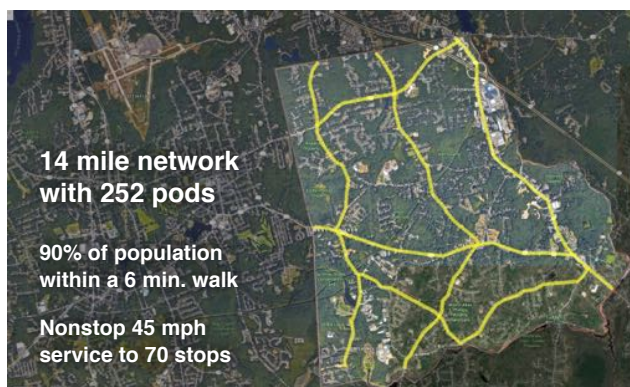 14 mile network
with 252 pods
90% of population
within a 6 min. walk
Nonstop 45 mph
service to 70 stops